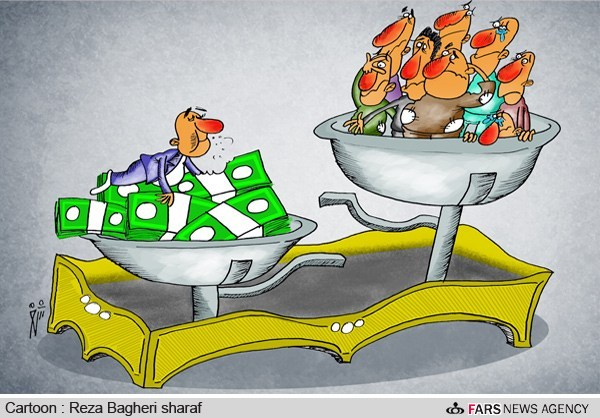 Cartoon : Reza Bagheri sharaf
FARS NEWS AGENCY